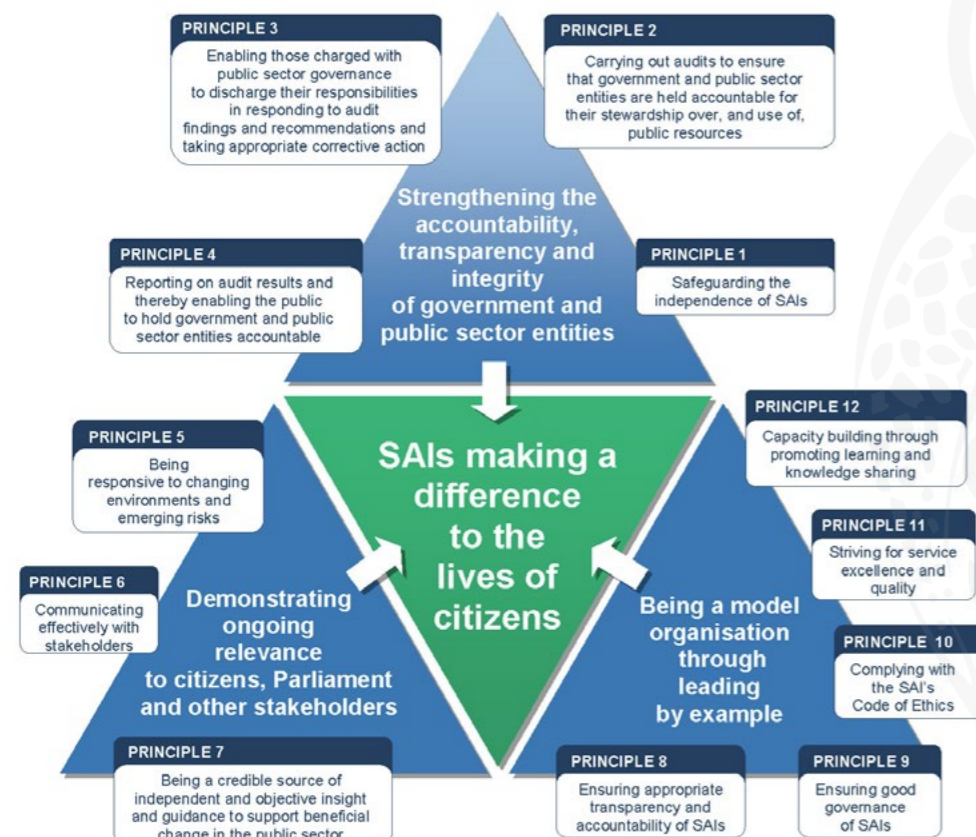 PRINCIPLE 3
Enabling those charged with
public sector governance
to discharge their responsibilities
in responding to audit
findings and recommendations and
taking appropriate corrective action
PRINCIPLE 2
Carrying out audits to ensure
that government and public sector
entities are held accountable for
their stewardship over, and use of,
public resources
Strengthening the
accountability,
transparency and
integrity
of government and
public sector entities
PRINCIPLE 4
Reporting on audit results and
thereby enabling the public
to hold government and public
sector entities accountable
PRINCIPLE 1
Safeguarding the
independence of SAIs
PRINCIPLE 5
Being
responsive to changing
environments and
emerging risks
SAIs making a
difference
to the
lives of
citizens
PRINCIPLE 12
Capacity building through
promoting learning and
knowledge sharing
PRINCIPLE 11
Striving for service
excellence and
quality
PRINCIPLE 6
Communicating
effectively with
stakeholders
Demonstrating
ongoing
relevance
to citizens, Parliament
and other stakeholders
Being a model
organisation
through
leading
by example
PRINCIPLE 10
Complying with
the SAI's
Code of Ethics
PRINCIPLE 7
Being a credible source of
independent and objective insight
and guidance to support beneficial
change in the public sector
PRINCIPLE 8
Ensuring appropriate
transparency and
accountability of SAIs
PRINCIPLE 9
Ensuring good
governance
of SAIs